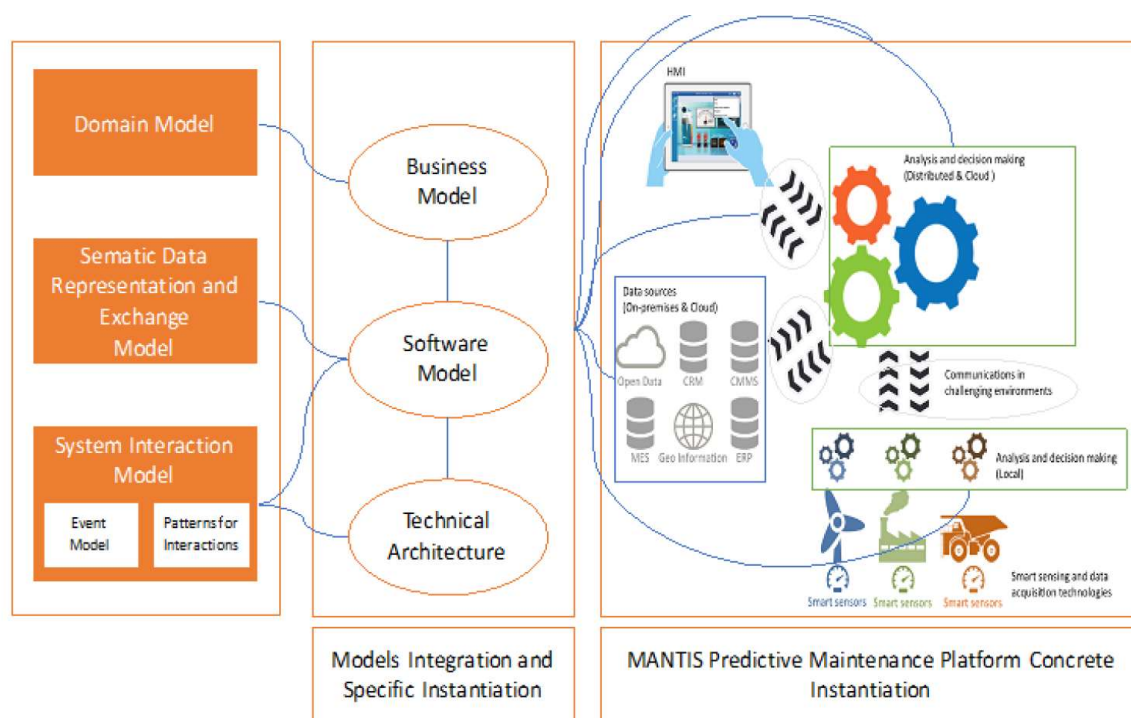 Domain Model
Sematic Data
Representation and
Exchange
Model
System Interaction
Model
Event
Model
Patterns for
Interactions
Business
Model
Software
Model
Technical
Architecture
Models Integration and
Specific Instantiation
HMI
Analysis and decision making
(Distributed & Cloud )
Data sources
(On-premises & Cloud)
Open Data
CRM
CMMS
MES
Geo Information
ERP
Communications in
challenging environments
Analysis and decision making
(Local)
Smart sensing and data
acquisition technologies
Smart sensors
Smart sensors
Smart sensors
MANTIS Predictive Maintenance Platform Concrete
Instantiation